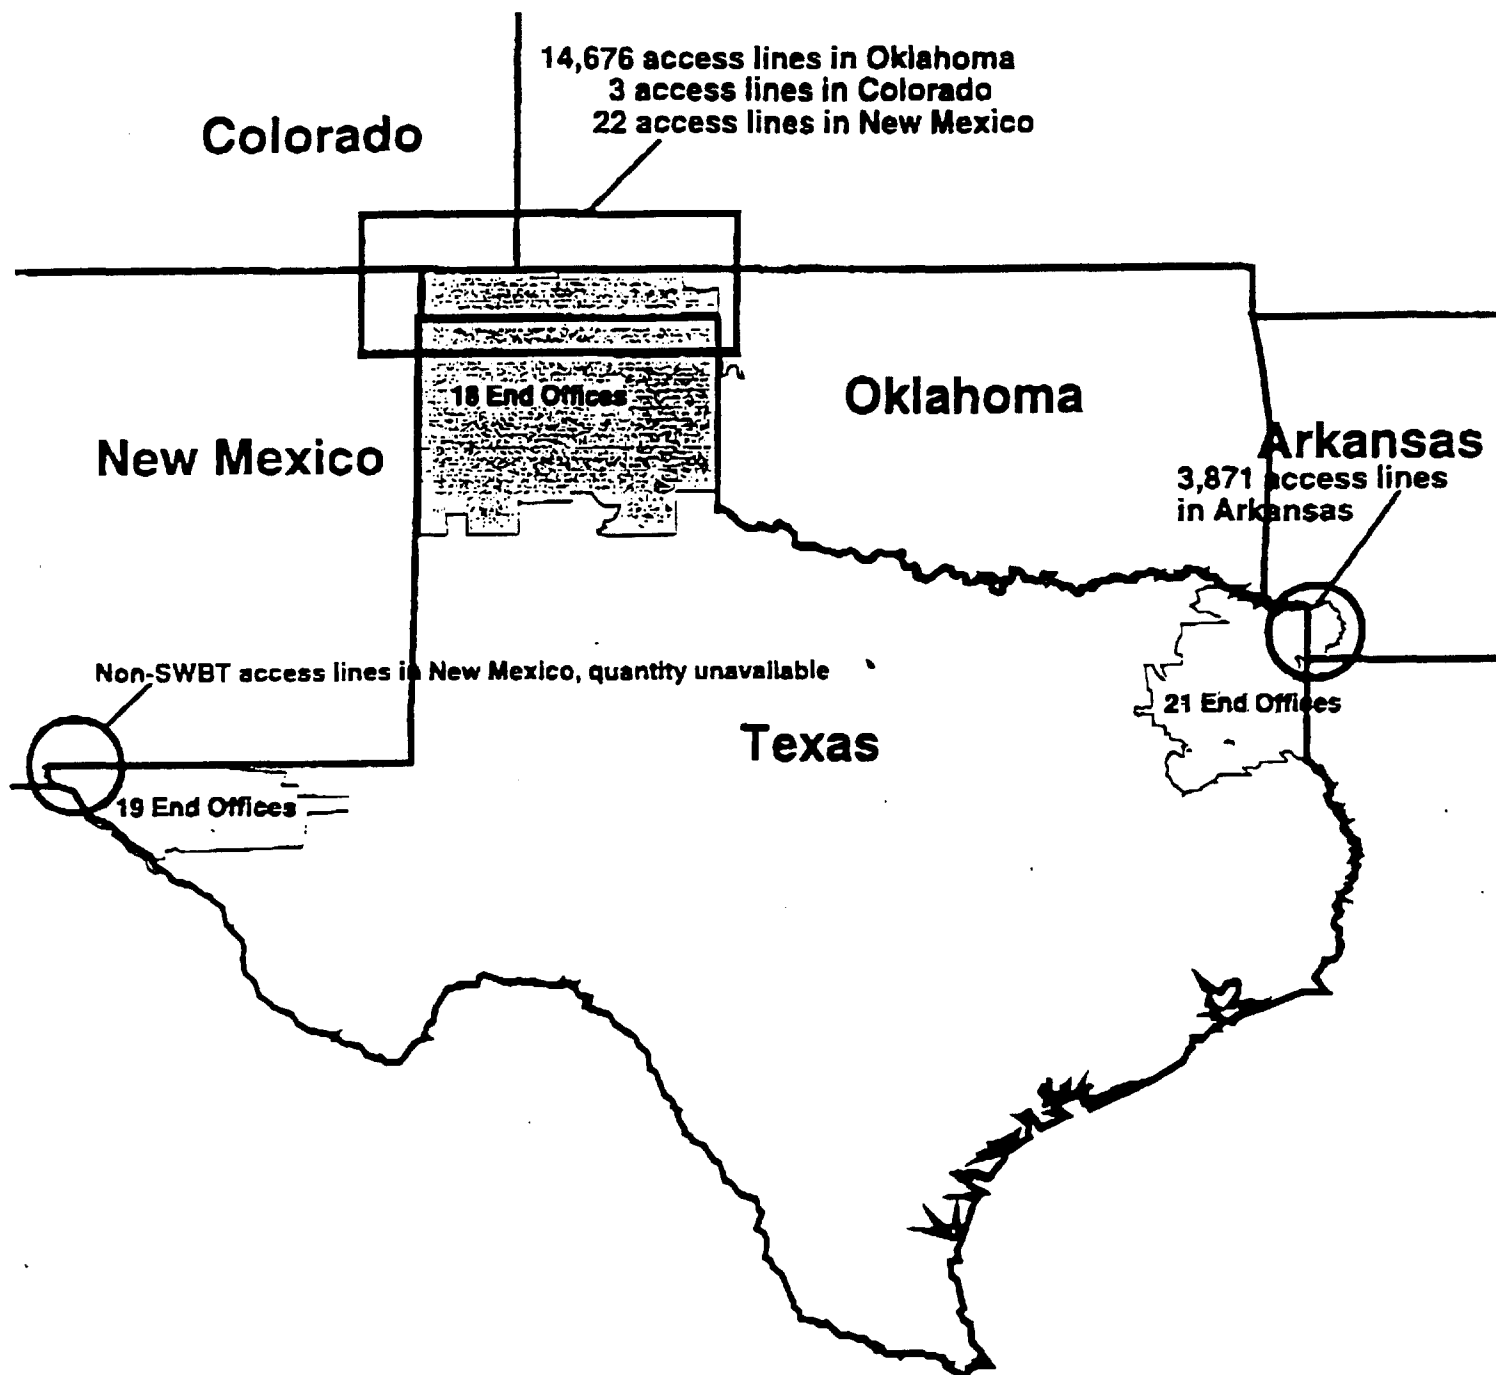 14,676 access lines in Oklahoma
3 access lines in Colorado
22 access lines in New Mexico
Colorado
18 End Offices
Oklahoma
New Mexico
Arkansas
3,871 access lines
in Arkansas
Non-SWBT access lines in New Mexico, quantity unavailable
21 End Offices
Texas
19 End Offices